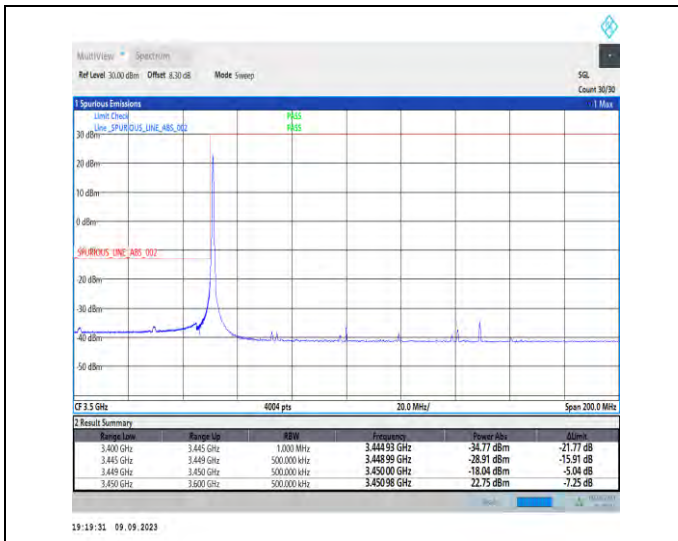 MultiView Spectrum
Ref Level 30.00 dBm Offset 8.30 dB Mode Sweep SGL
Count 30/30
1 Spurious Emissions 1 Max
Limit Check PASS
Line _SPURIOUS_LINE_ABS_002 PASS
30 dBm
20 dBm
10 dBm
0 dBm
SPURIOUS_LINE_ABS_002
-20 dBm
-30 dBm
-40 dBm
-50 dBm
CF 3.5 GHz 4004 pts 20.0 MHz/ Span 200.0 MHz
2 Result Summary
Range Low Range Up RBW Frequency Power Abs ΔLimit
3.400 GHz 3.445 GHz 1.000 MHz 3.444 93 GHz -34.77 dBm -21.77 dB
3.445 GHz 3.449 GHz 500.000 kHz 3.448 99 GHz -28.91 dBm -15.91 dB
3.449 GHz 3.450 GHz 500.000 kHz 3.450 00 GHz -18.04 dBm -5.04 dB
3.450 GHz 3.600 GHz 500.000 kHz 3.450 98 GHz 22.75 dBm -7.25 dB
19:19:31 09.09.2023